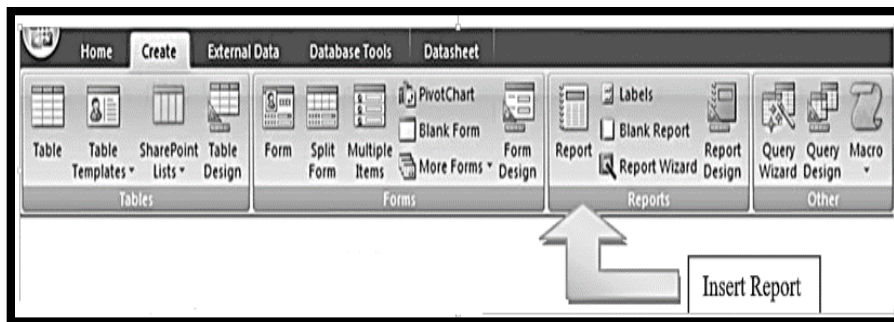 Home Create External Data Database Tools Datasheet
Table
Table Templates
SharePoint Lists
Table Design
Tables
Form
Split Form
Multiple Items
PivotChart
Blank Form
More Forms
Form Design
Forms
Report
Labels
Blank Report
Report Wizard
Report Design
Reports
Query Wizard
Query Design
Macro
Other
Insert Report